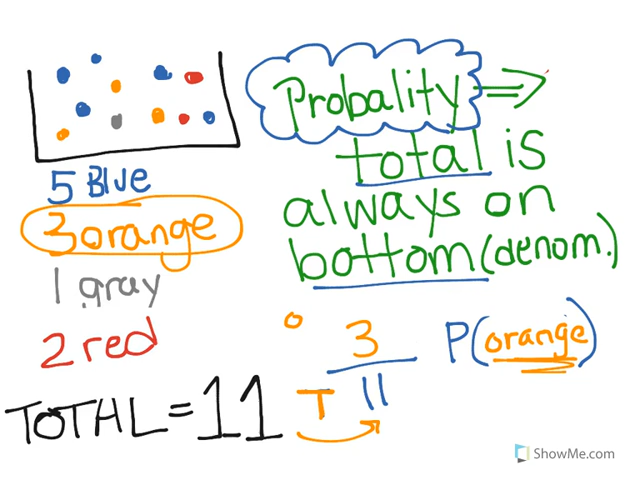 Probality
total is
always on
bottom (denom.)
5 Blue
3 orange
1 gray
2 red
TOTAL = 11
O 3
T 11
P(orange)
ShowMe.com